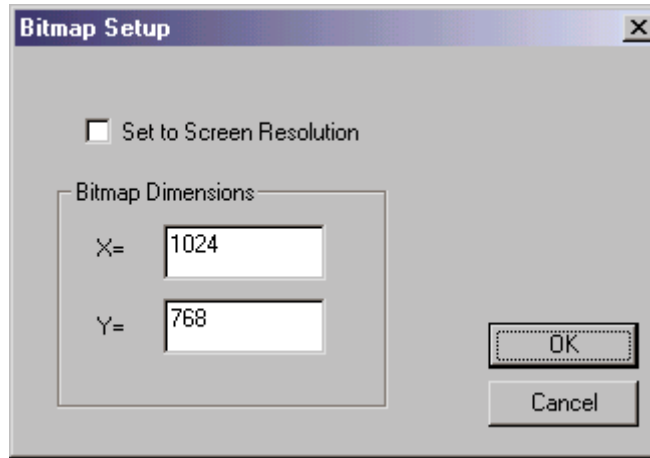 Bitmap Setup
Set to Screen Resolution
Bitmap Dimensions
X= 1024
Y= 768
OK
Cancel